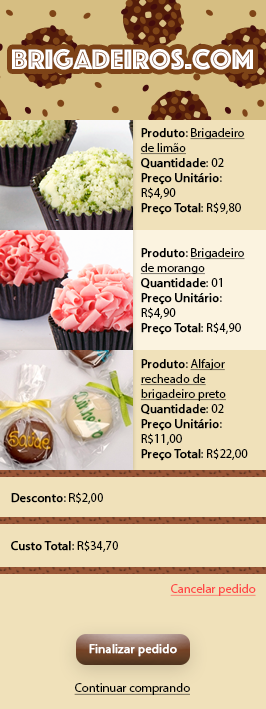 BRIGADEIROS.COM
Produto: Brigadeiro
de limão
Quantidade: 02
Preço Unitário:
R$4,90
Preço Total: R$9,80
Produto: Brigadeiro
de morango
Quantidade: 01
Preço Unitário:
R$4,90
Preço Total: R$4,90
Produto: Alfajor
recheado de
brigadeiro preto
Quantidade: 02
Preço Unitário:
R$11,00
Preço Total: R$22,00
Saúde
Desconto: R$2,00
Custo Total: R$34,70
Cancelar pedido
Finalizar pedido
Continuar comprando